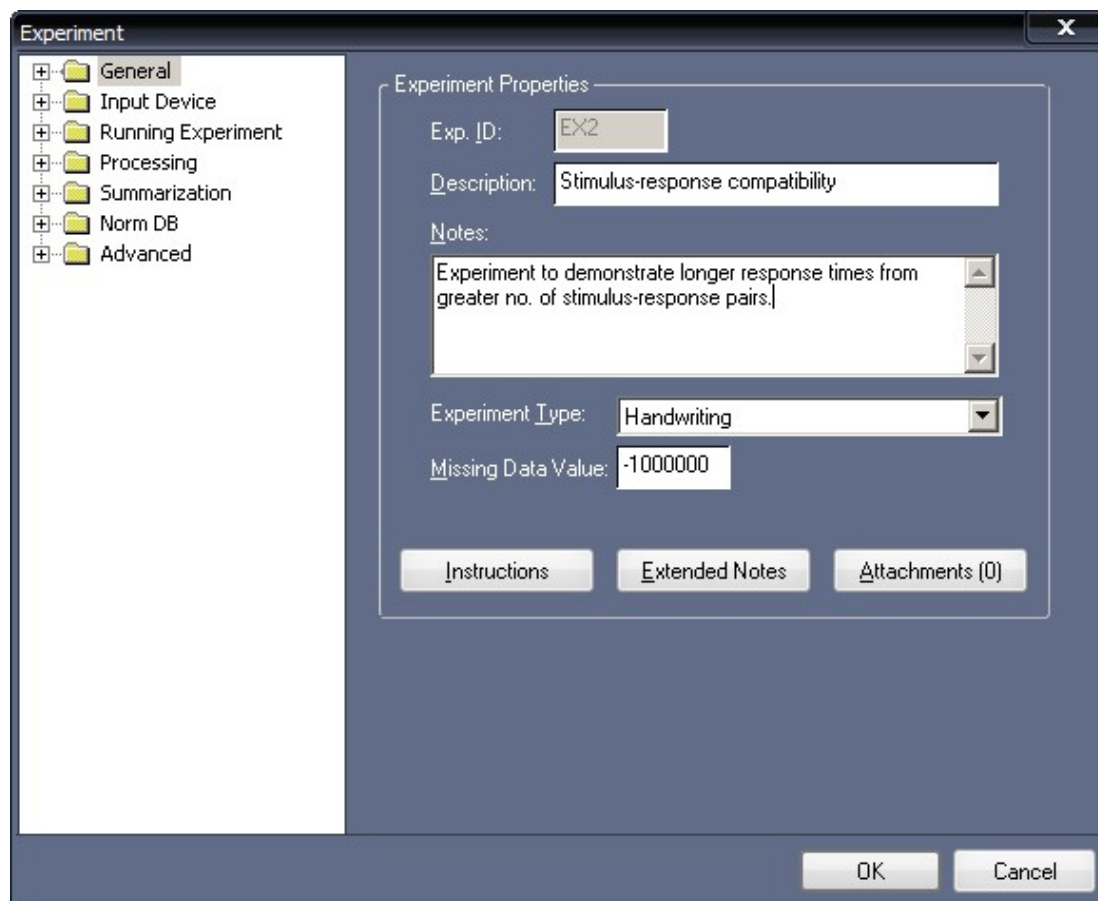 Experiment
X
General
Input Device
Running Experiment
Processing
Summarization
Norm DB
Advanced
Experiment Properties
Exp. ID: EX2
Description: Stimulus-response compatibility
Notes:
Experiment to demonstrate longer response times from
greater no. of stimulus-response pairs.
Experiment Type: Handwriting
Missing Data Value: -1000000
Instructions Extended Notes Attachments (0)
OK Cancel